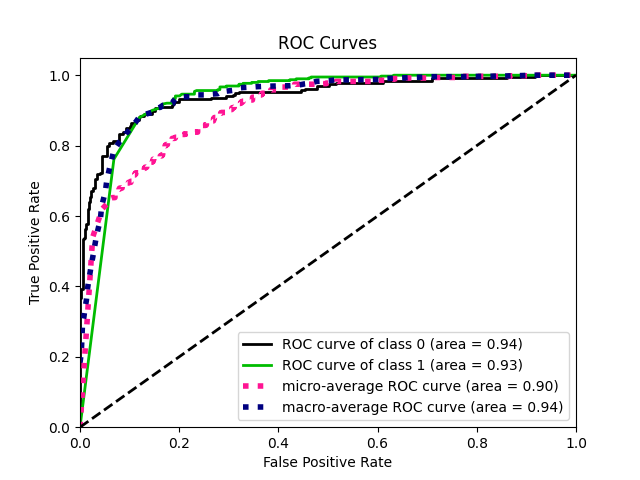 ROC Curves
1.0
0.8
0.6
0.4
0.2
0.0
True Positive Rate
ROC curve of class 0 (area = 0.94)
ROC curve of class 1 (area = 0.93)
micro-average ROC curve (area = 0.90)
macro-average ROC curve (area = 0.94)
0.0 0.2 0.4 0.6 0.8 1.0
False Positive Rate